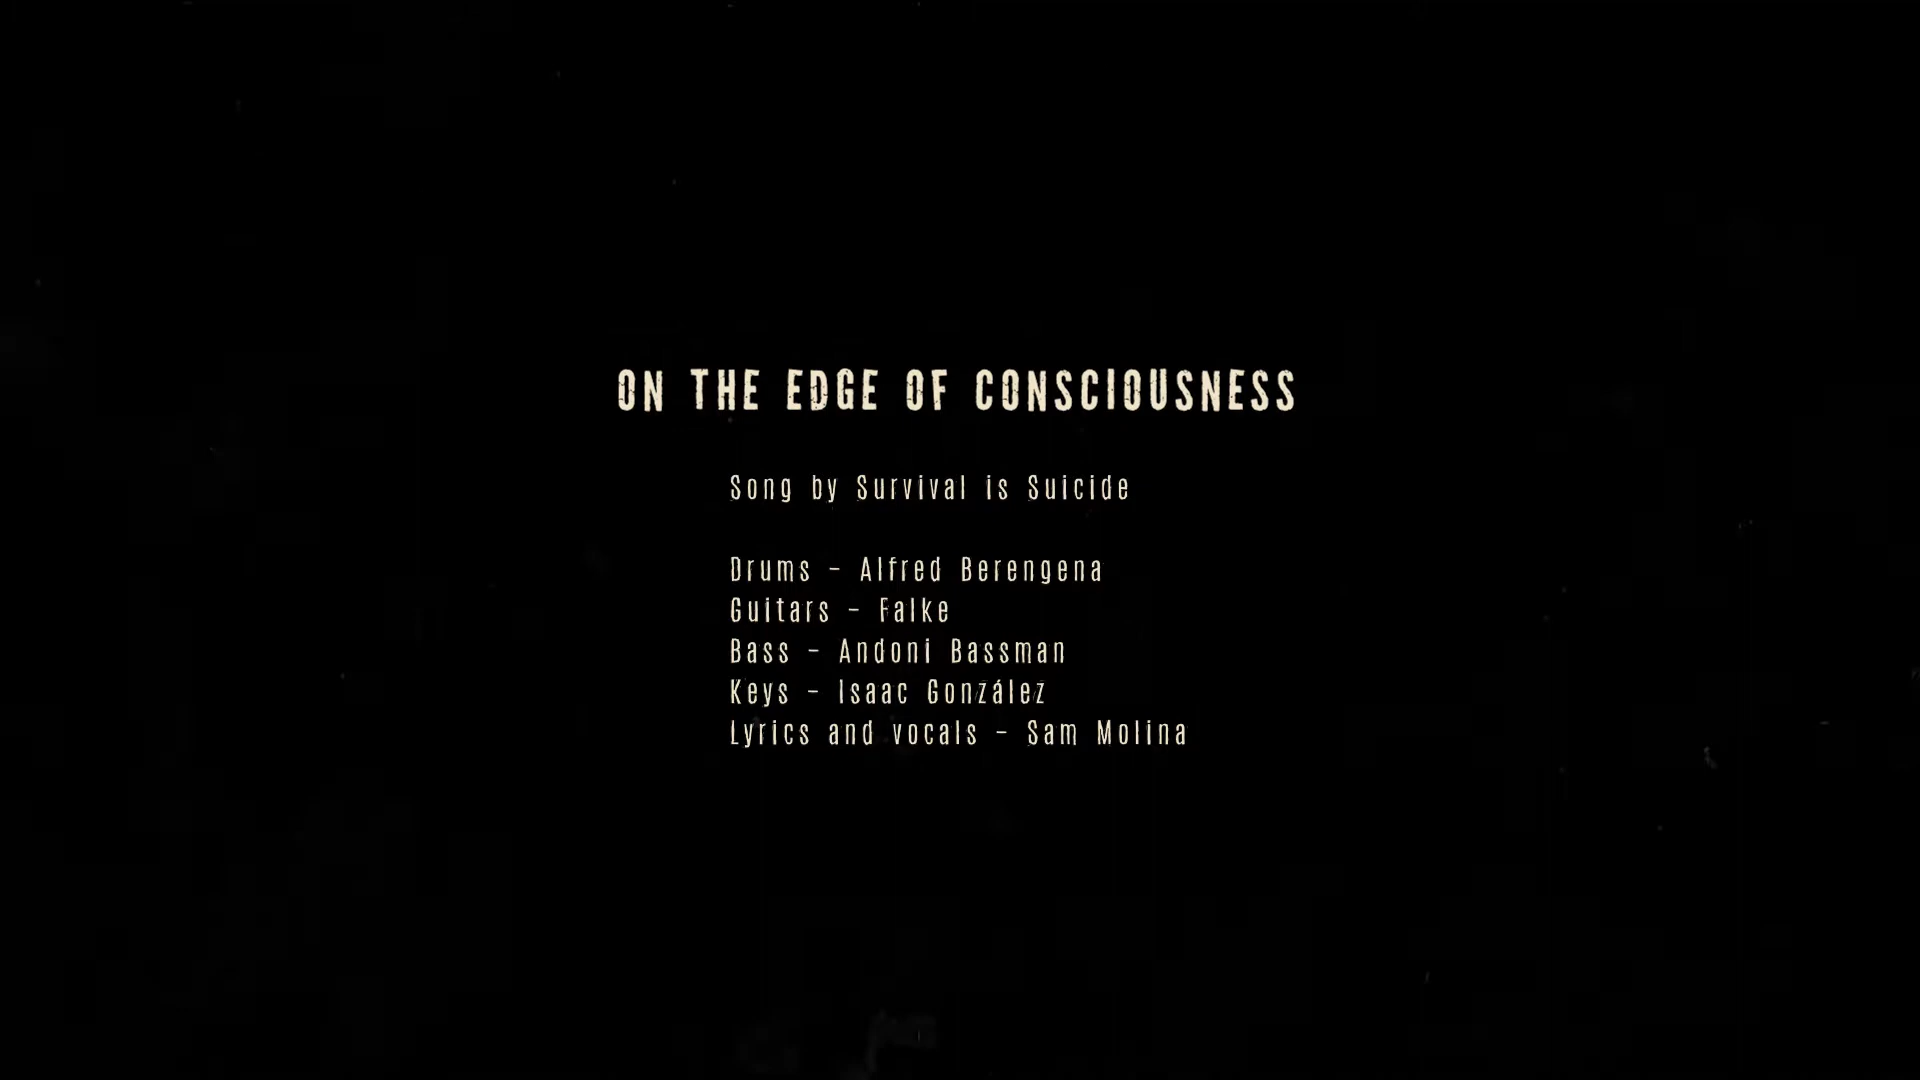 ON THE EDGE OF CONSCIOUSNESS
Song by Survival is Suicide
Drums - Alfred Berengena
Guitars - Falke
Bass - Andoni Bassman
Keys - Isaac González
Lyrics and vocals - Sam Molina